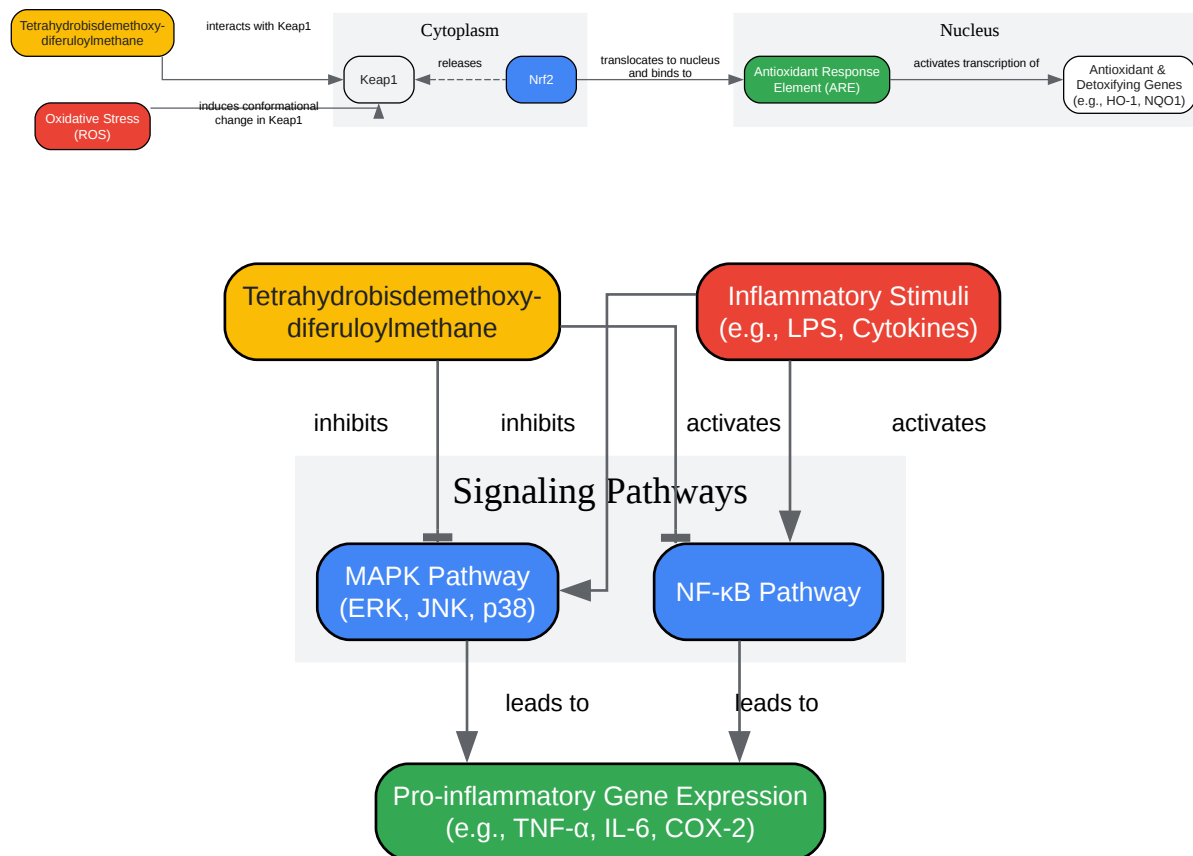 Tetrahydrobisdemethoxy-
diferuloylmethane
interacts with Keap1
Cytoplasm
Nucleus
Keap1
releases
Nrf2
translocates to nucleus
and binds to
Antioxidant Response
Element (ARE)
activates transcription of
Antioxidant &
Detoxifying Genes
(e.g., HO-1, NQO1)
Oxidative Stress
(ROS)
induces conformational
change in Keap1
Tetrahydrobisdemethoxy-
diferuloylmethane
Inflammatory Stimuli
(e.g., LPS, Cytokines)
inhibits
inhibits
activates
activates
Signaling Pathways
MAPK Pathway
(ERK, JNK, p38)
NF-κB Pathway
leads to
leads to
Pro-inflammatory Gene Expression
(e.g., TNF-α, IL-6, COX-2)